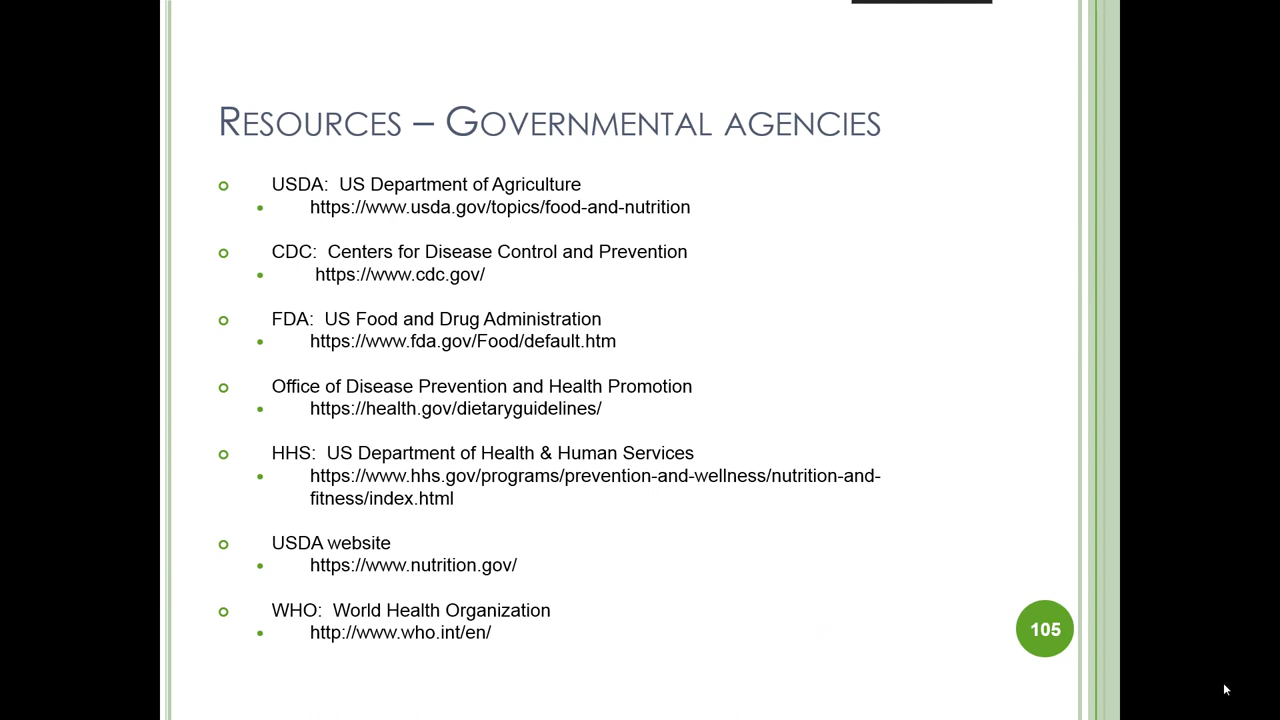 Resources – Governmental agencies
USDA: US Department of Agriculture
https://www.usda.gov/topics/food-and-nutrition
CDC: Centers for Disease Control and Prevention
https://www.cdc.gov/
FDA: US Food and Drug Administration
https://www.fda.gov/Food/default.htm
Office of Disease Prevention and Health Promotion
https://health.gov/dietaryguidelines/
HHS: US Department of Health & Human Services
https://www.hhs.gov/programs/prevention-and-wellness/nutrition-and-
fitness/index.html
USDA website
https://www.nutrition.gov/
WHO: World Health Organization
http://www.who.int/en/
105